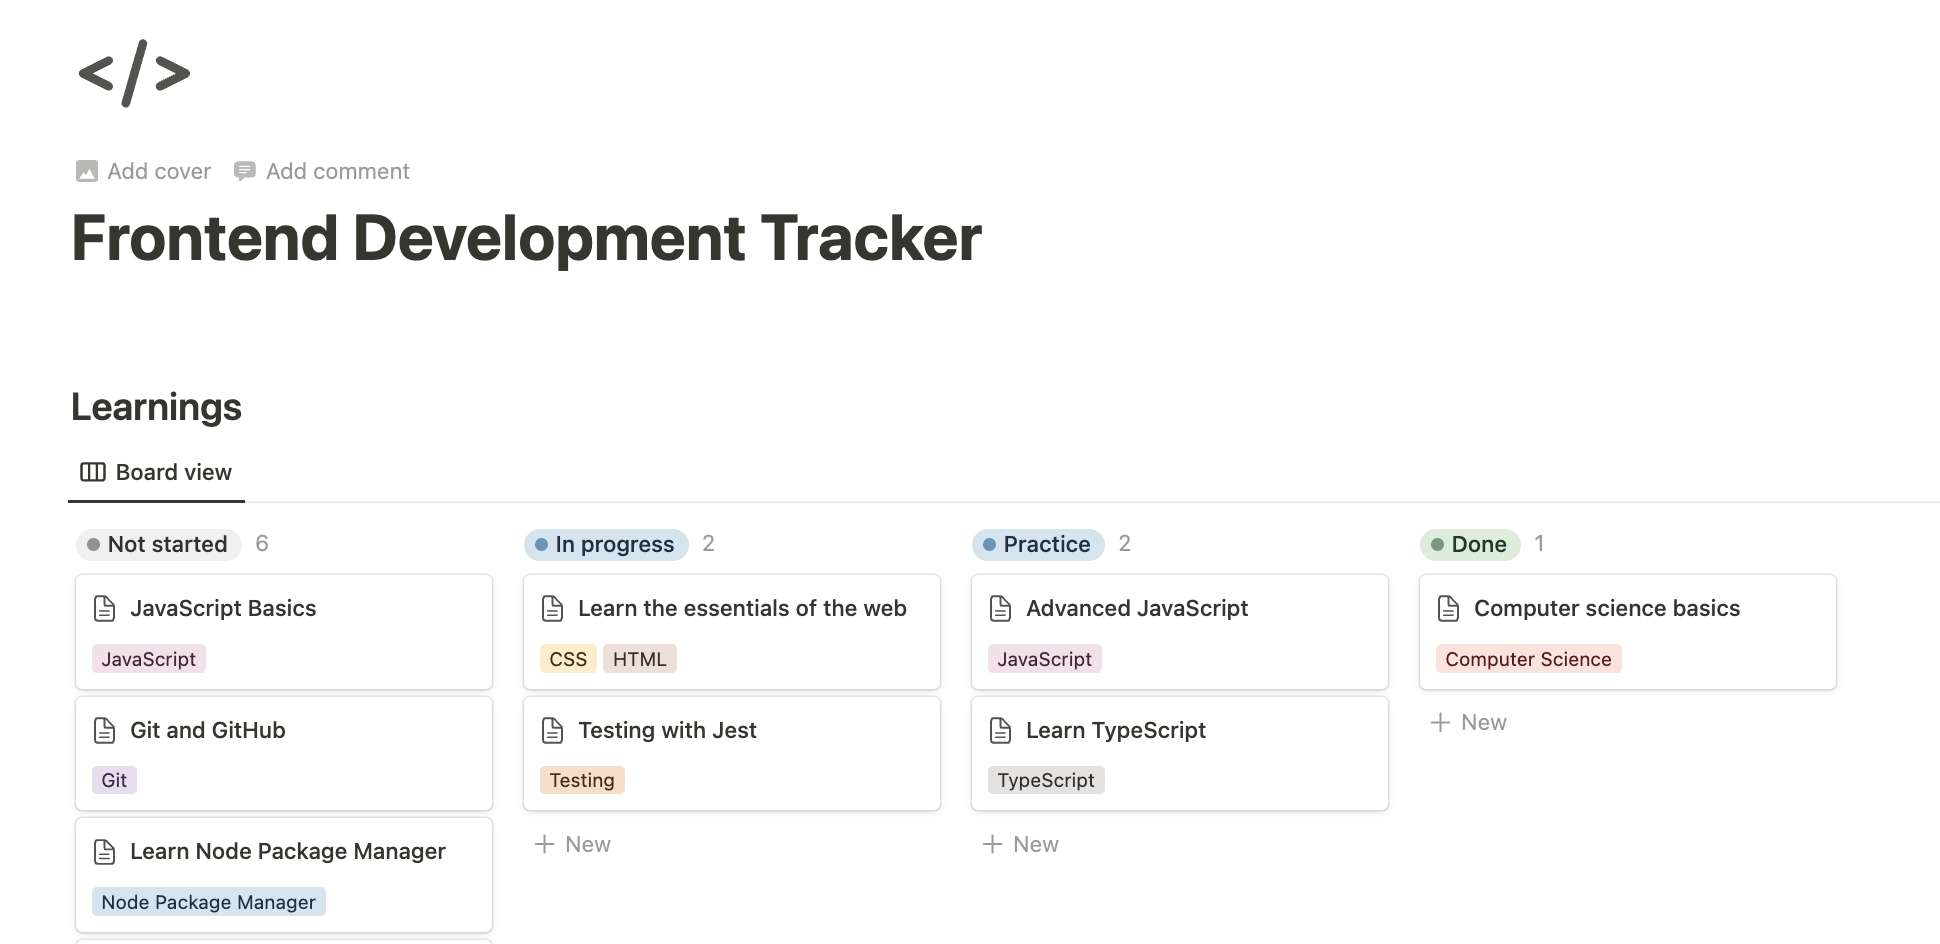 </>
Add cover Add comment
Frontend Development Tracker
Learnings
Board view
Not started 6
JavaScript Basics
JavaScript
Git and GitHub
Git
Learn Node Package Manager
Node Package Manager
In progress 2
Learn the essentials of the web
CSS HTML
Testing with Jest
Testing
+ New
Practice 2
Advanced JavaScript
JavaScript
Learn TypeScript
TypeScript
+ New
Done 1
Computer science basics
Computer Science
+ New